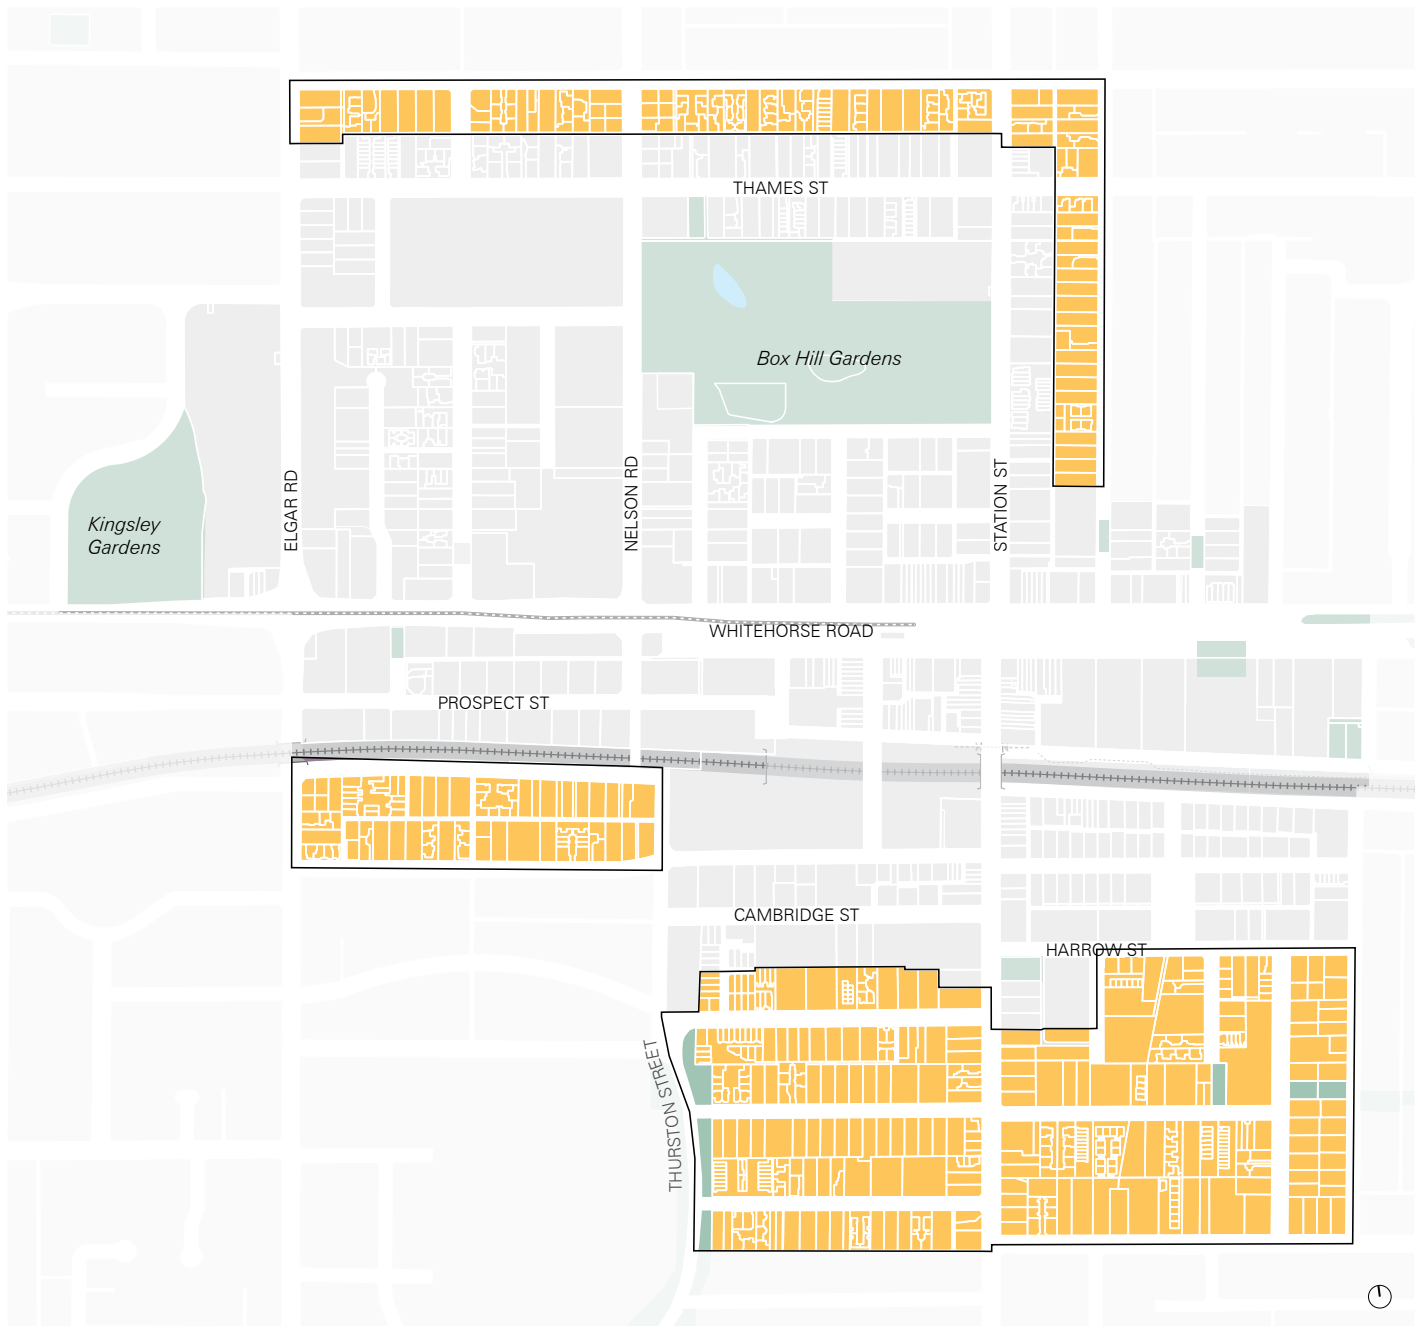 THAMES ST
Box Hill Gardens
ELGAR RD
NELSON RD
STATION ST
Kingsley
Gardens
WHITEHORSE ROAD
PROSPECT ST
CAMBRIDGE ST
HARROW ST
THURSTON STREET